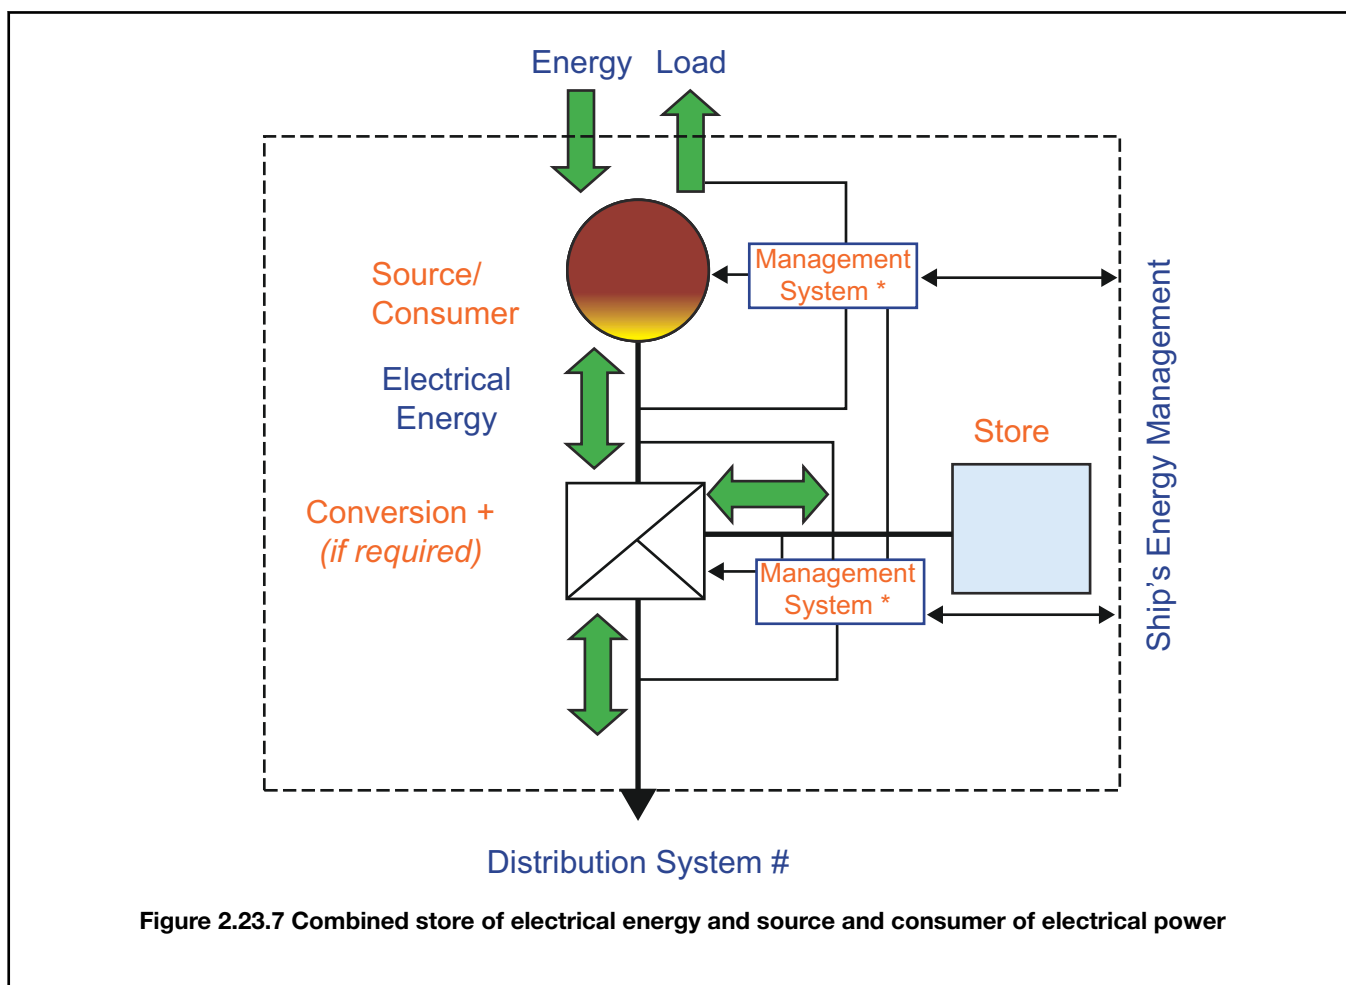 Energy Load
Source/
Consumer
Management
System *
Electrical
Energy
Store
Conversion +
(if required)
Management
System *
Ship's Energy Management
Distribution System #
Figure 2.23.7 Combined store of electrical energy and source and consumer of electrical power